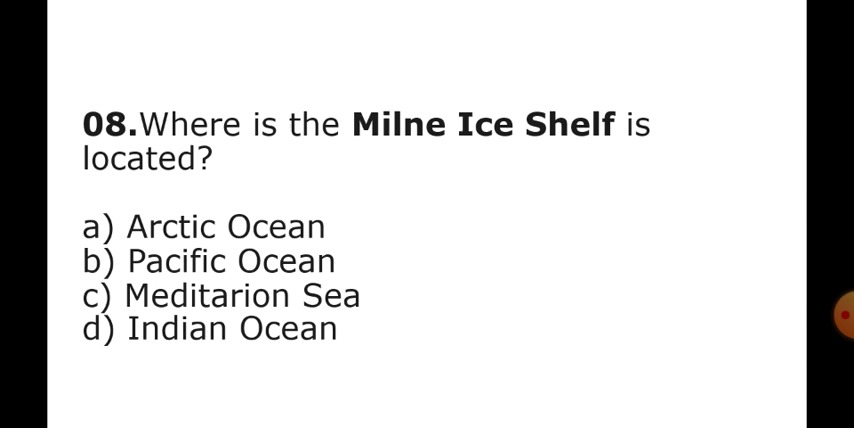 08.Where is the Milne Ice Shelf is
located?
a) Arctic Ocean
b) Pacific Ocean
c) Meditarion Sea
d) Indian Ocean